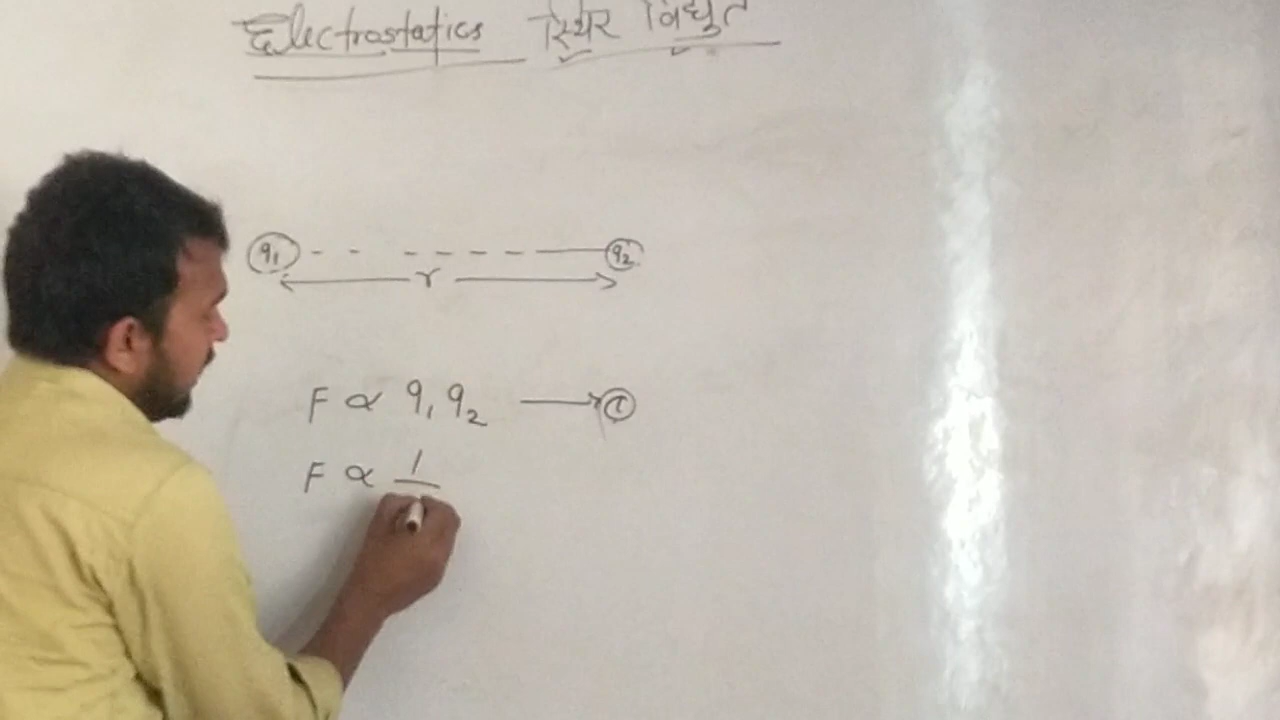 Electrostatics स्थिर विद्युत
q₁ q₂
r
F ∝ q₁ q₂ ⟶ ①
F ∝ 1